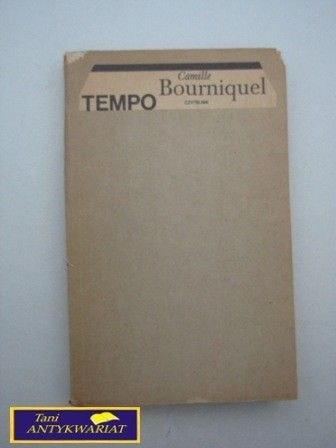 Camille
TEMPO Bourniquel
CZYTELNIK
Tani
ANTYKWARIAT